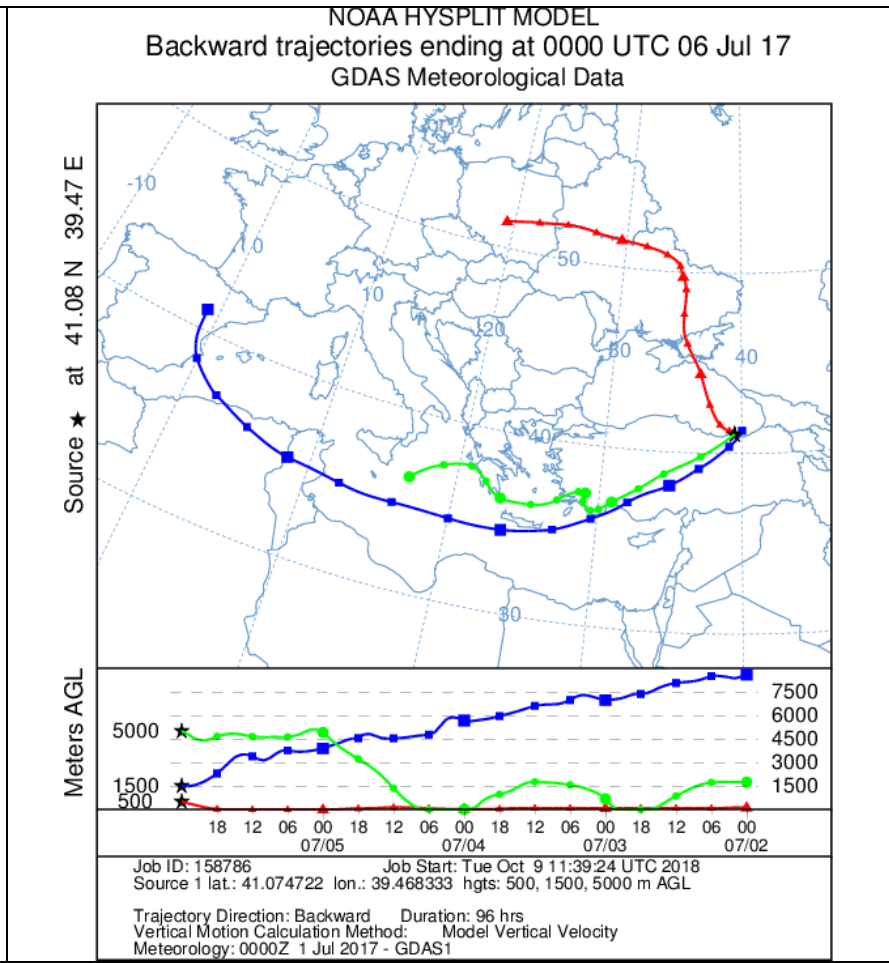 NOAA HYSPLIT MODEL
Backward trajectories ending at 0000 UTC 06 Jul 17
GDAS Meteorological Data
Source ★ at 41.08 N 39.47 E
-10
0
10
20
30
40
50
40
30
Meters AGL
5000
1500
500
7500
6000
4500
3000
1500
18 12 06 00 18 12 06 00 18 12 06 00 18 12 06 00
07/05 07/04 07/03 07/02
Job ID: 158786 Job Start: Tue Oct 9 11:39:24 UTC 2018
Source 1 lat.: 41.074722 lon.: 39.468333 hgts: 500, 1500, 5000 m AGL
Trajectory Direction: Backward Duration: 96 hrs
Vertical Motion Calculation Method: Model Vertical Velocity
Meteorology: 0000Z 1 Jul 2017 - GDAS1